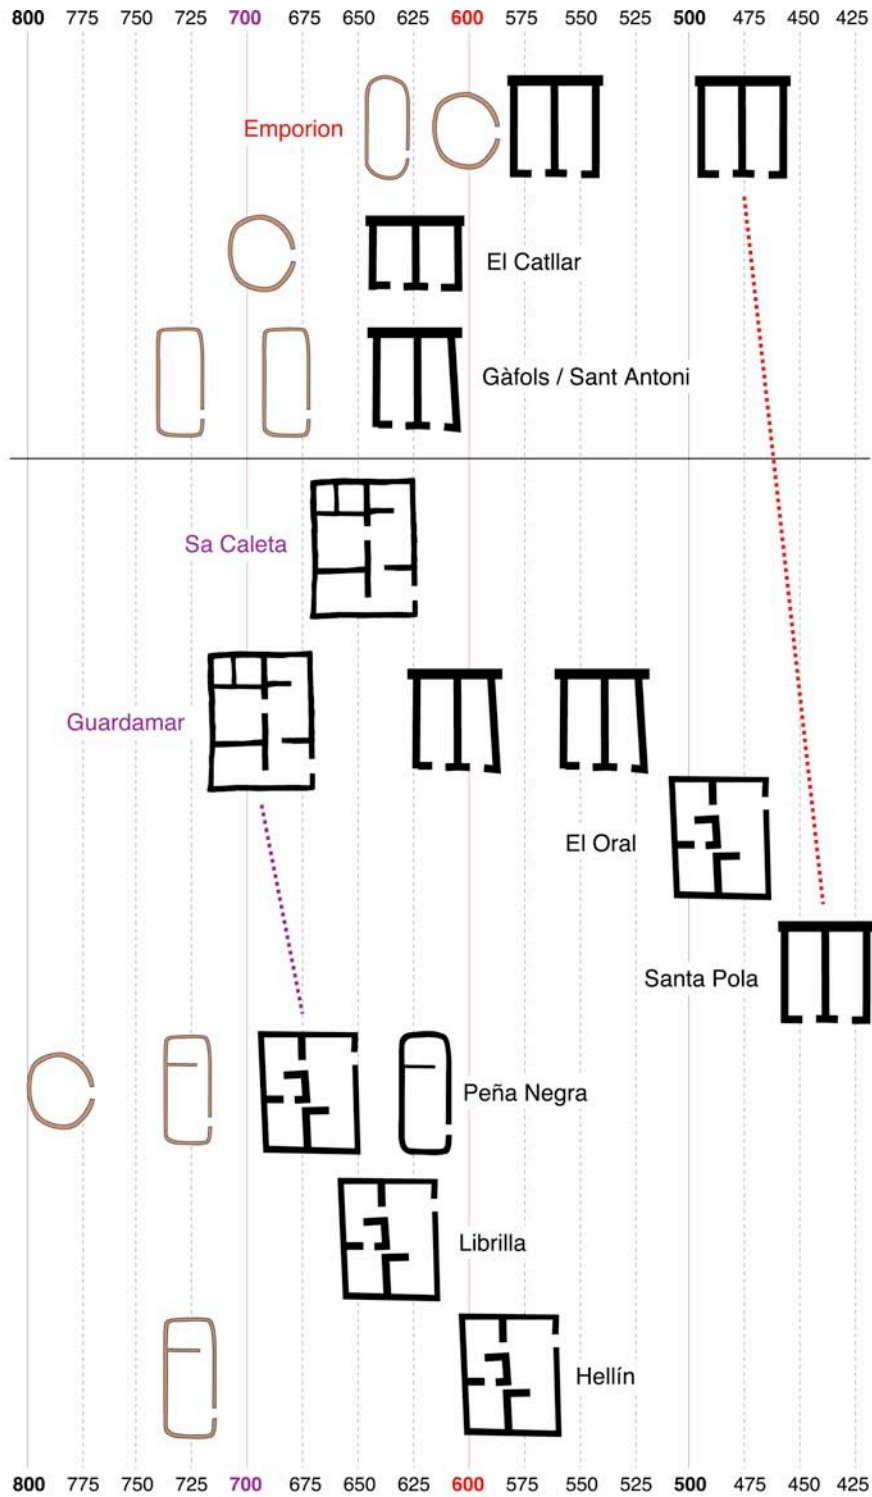 800 775 750 725 700 675 650 625 600 575 550 525 500 475 450 425
Emporion
El Catllar
Gàfols / Sant Antoni
Sa Caleta
Guardamar
El Oral
Santa Pola
Peña Negra
Librilla
Hellín
800 775 750 725 700 675 650 625 600 575 550 525 500 475 450 425